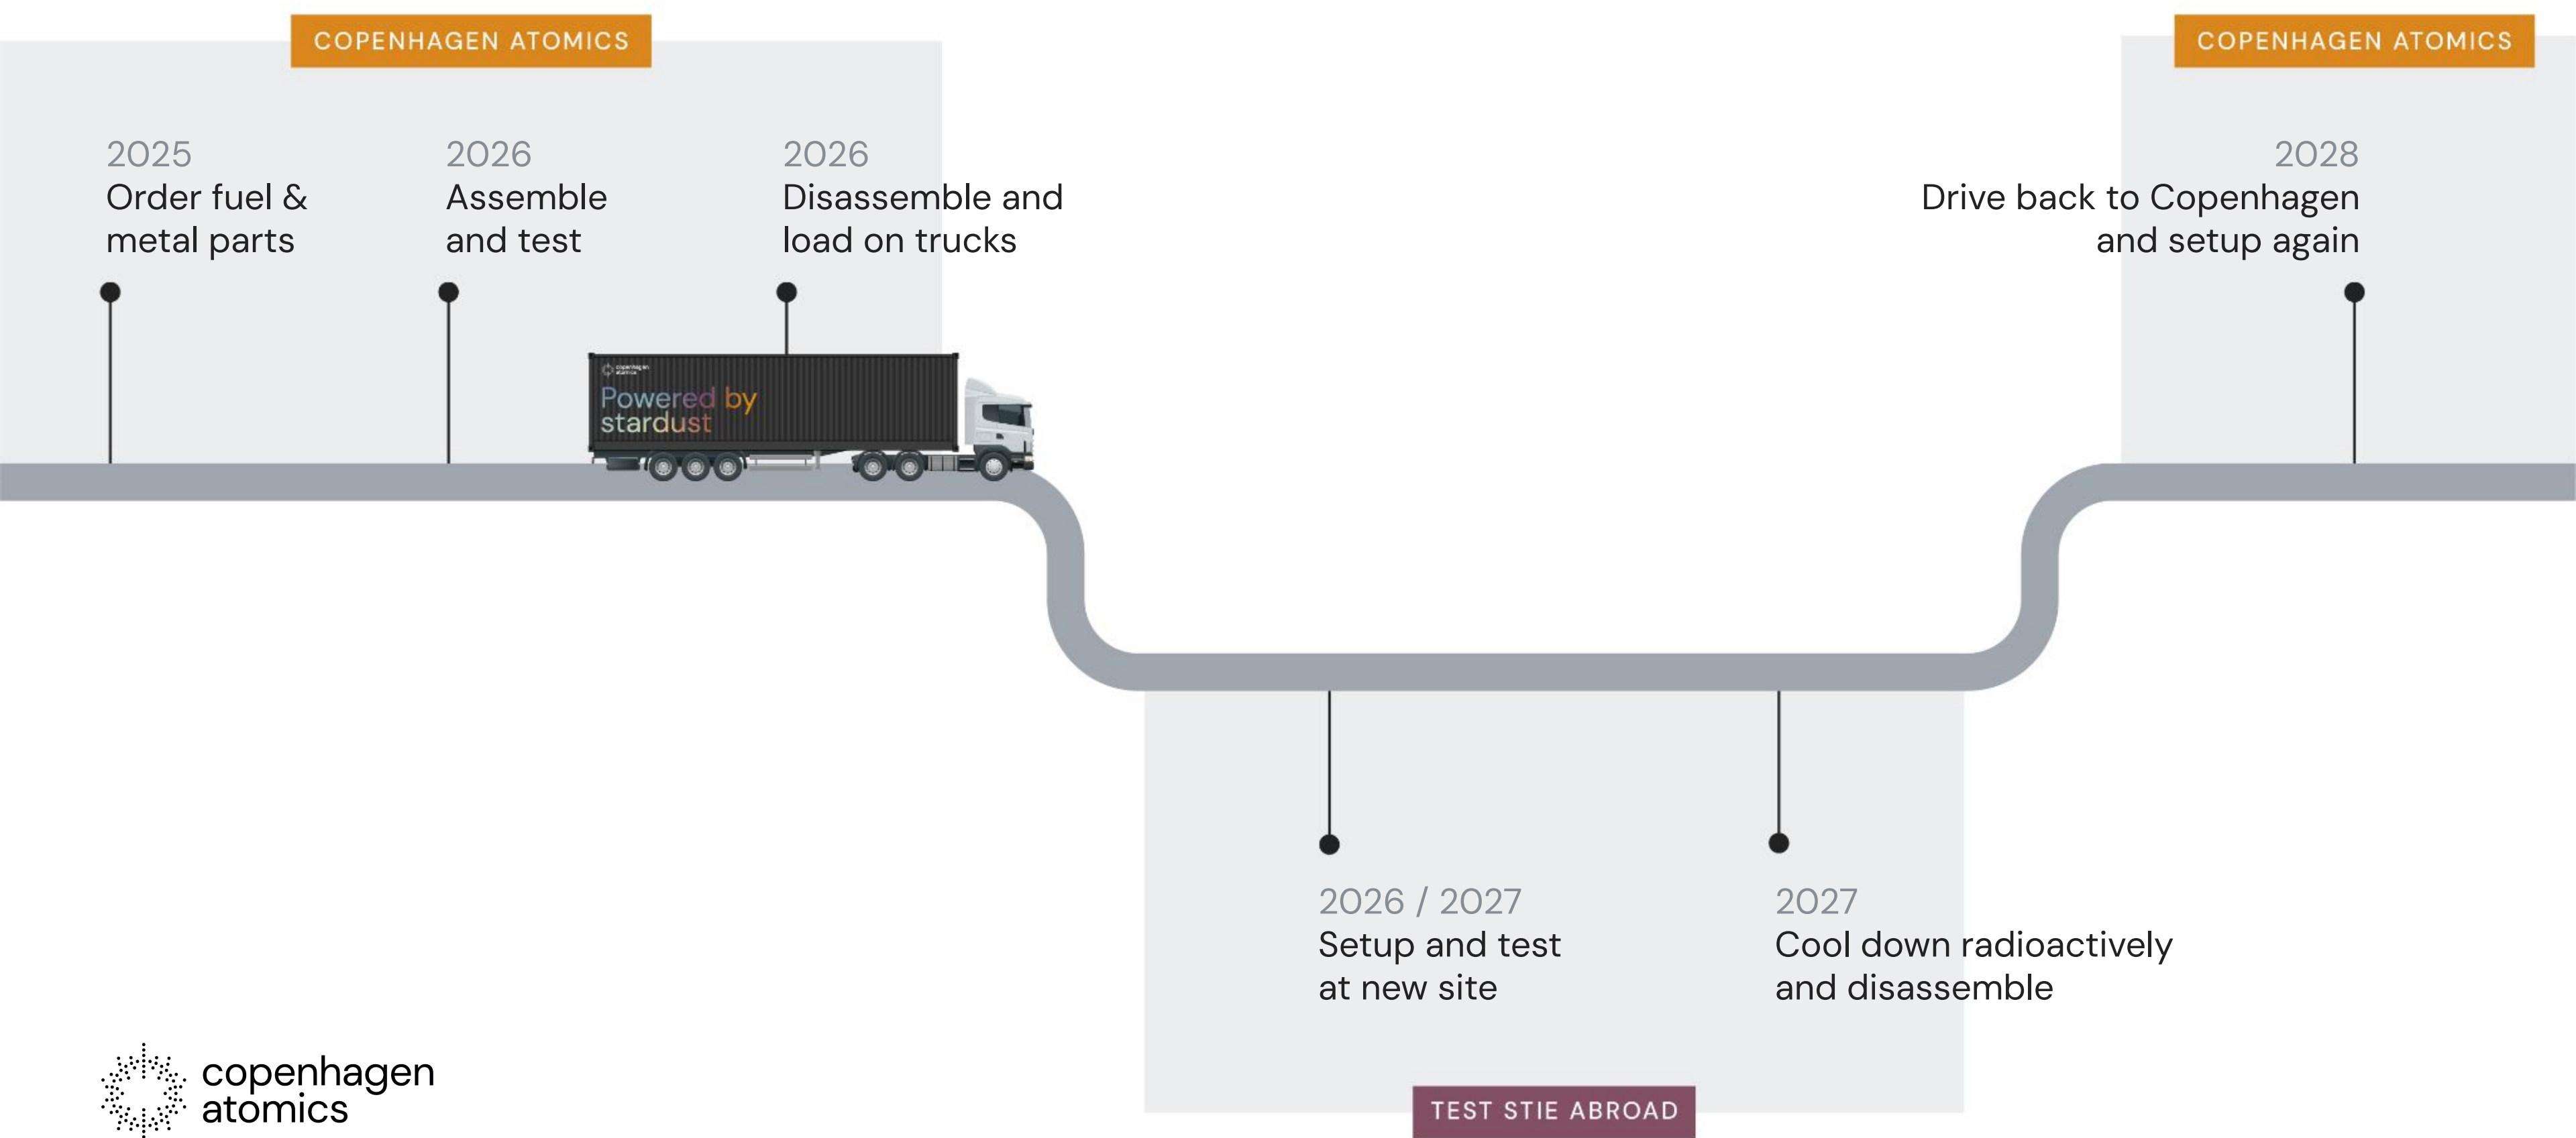 COPENHAGEN ATOMICS
COPENHAGEN ATOMICS
2025
Order fuel &
metal parts
2026
Assemble
and test
2026
Disassemble and
load on trucks
2028
Drive back to Copenhagen
and setup again
copenhagen
atomics
Powered by
stardust
2026 / 2027
Setup and test
at new site
2027
Cool down radioactively
and disassemble
copenhagen
atomics
TEST STIE ABROAD